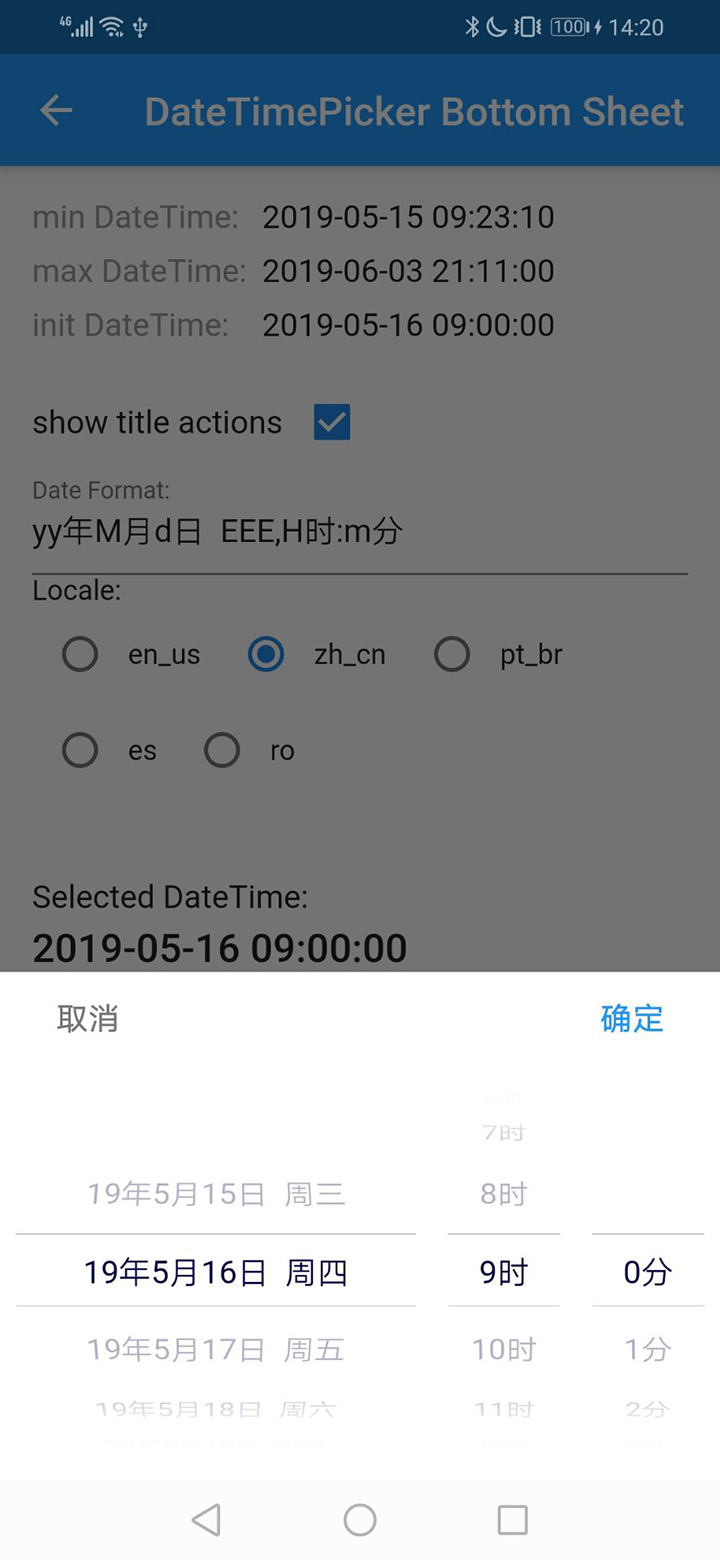 4G 100 14:20
DateTimePicker Bottom Sheet
min DateTime: 2019-05-15 09:23:10
max DateTime: 2019-06-03 21:11:00
init DateTime: 2019-05-16 09:00:00
show title actions
Date Format:
yy年M月d日 EEE,H时:m分
Locale:
en_us zh_cn pt_br
es ro
Selected DateTime:
2019-05-16 09:00:00
取消 确定
7时
19年5月15日 周三 8时
19年5月16日 周四 9时 0分
19年5月17日 周五 10时 1分
19年5月18日 周六 11时 2分